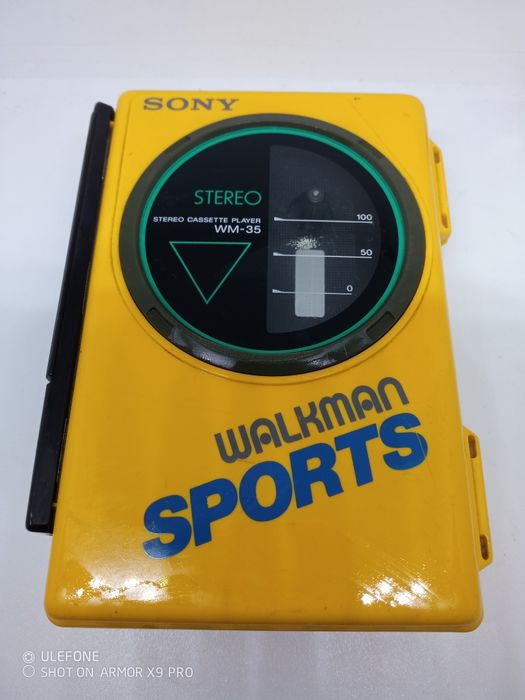 SONY
STEREO
STEREO CASSETTE PLAYER
WM-35
100
50
0
WALKMAN
SPORTS
ULEFONE
SHOT ON ARMOR X9 PRO